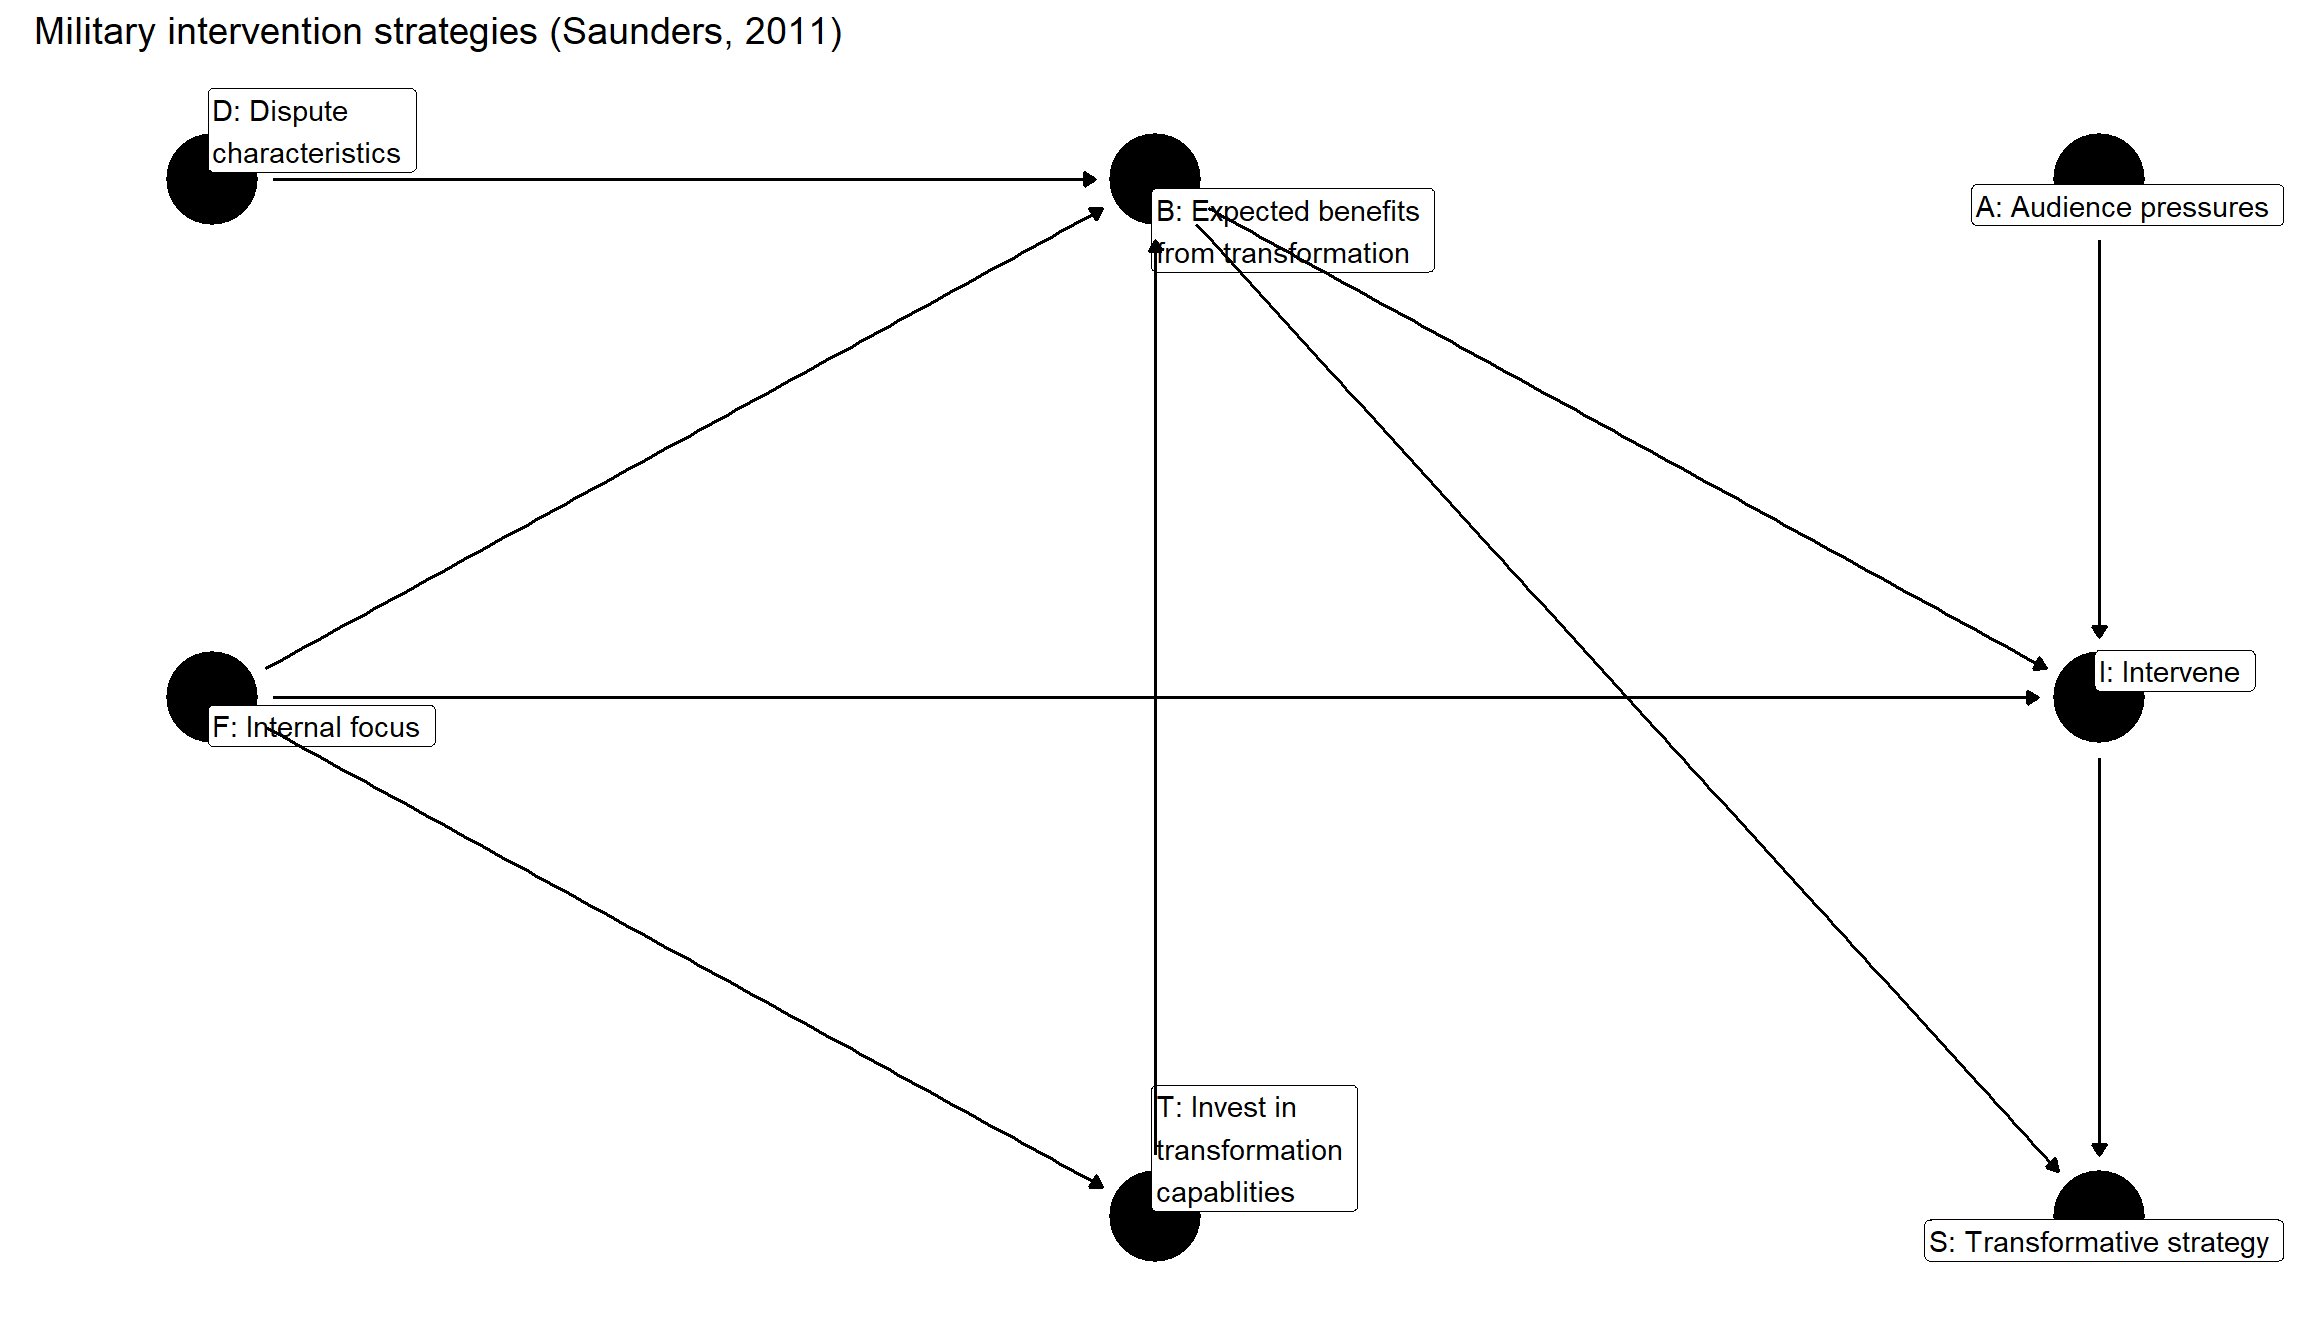 Military intervention strategies (Saunders, 2011)
D: Dispute
characteristics
B: Expected benefits
from transformation
A: Audience pressures
I: Intervene
F: Internal focus
T: Invest in
transformation
capablities
S: Transformative strategy